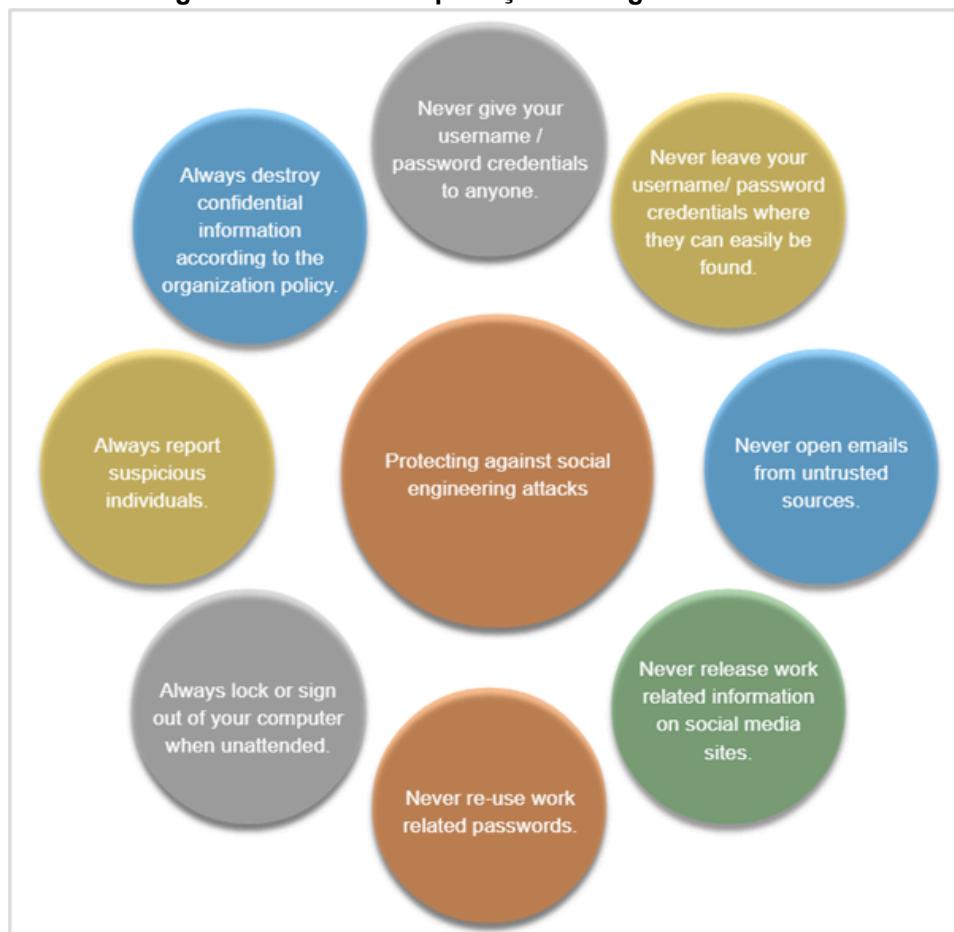 Never give your
username /
password credentials
to anyone.
Never leave your
username/ password
credentials where
they can easily be
found.
Never open emails
from untrusted
sources.
Never release work
related information
on social media
sites.
Never re-use work
related passwords.
Always lock or sign
out of your computer
when unattended.
Always report
suspicious
individuals.
Always destroy
confidential
information
according to the
organization policy.
Protecting against social
engineering attacks